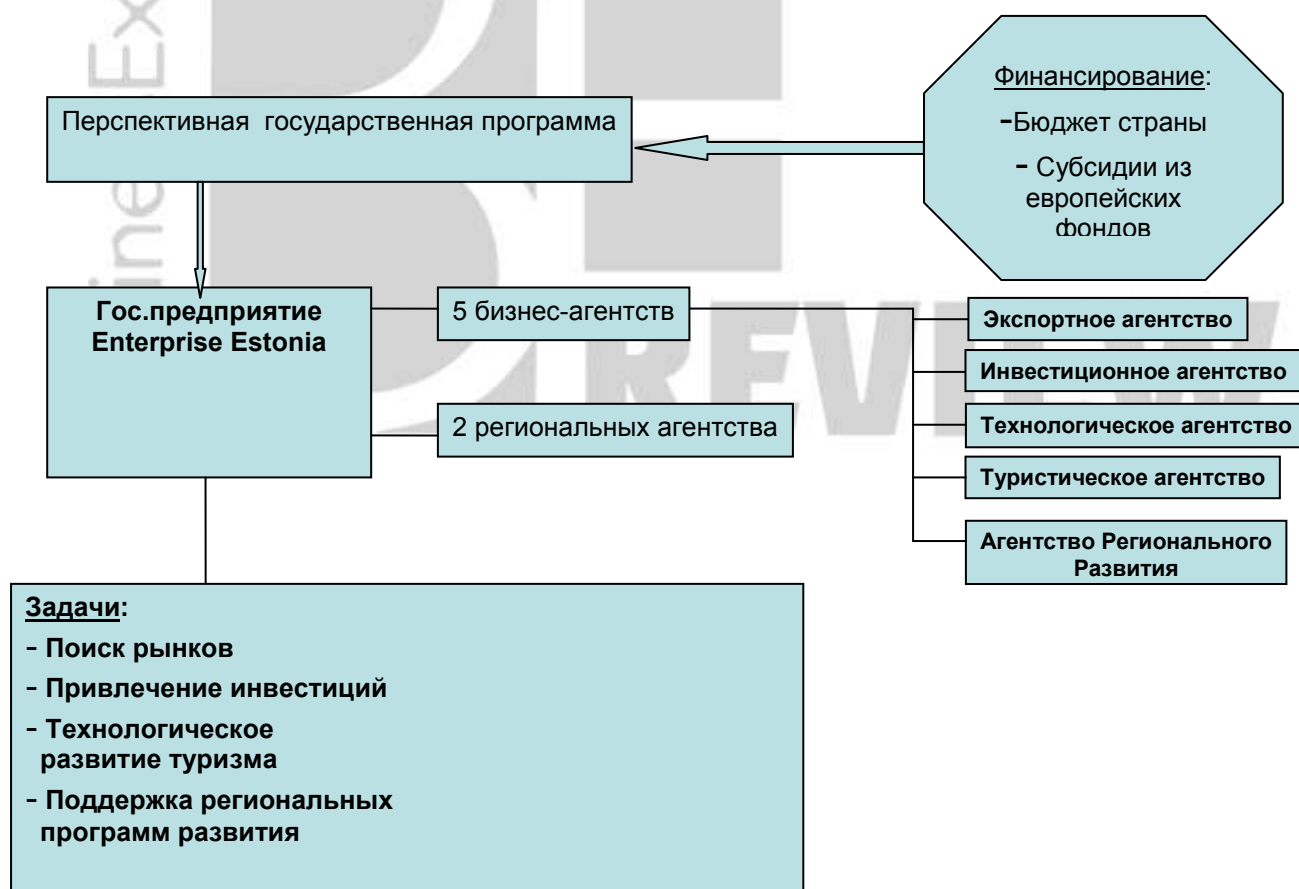 Перспективная государственная программа
Финансирование:
-Бюджет страны
- Субсидии из
европейских
фондов
Гос.предприятие
Enterprise Estonia
5 бизнес-агентств
2 региональных агентства
Экспортное агентство
Инвестиционное агентство
Технологическое агентство
Туристическое агентство
Агентство Регионального
Развития
Задачи:
- Поиск рынков
- Привлечение инвестиций
- Технологическое
развитие туризма
- Поддержка региональных
программ развития
REVIEW